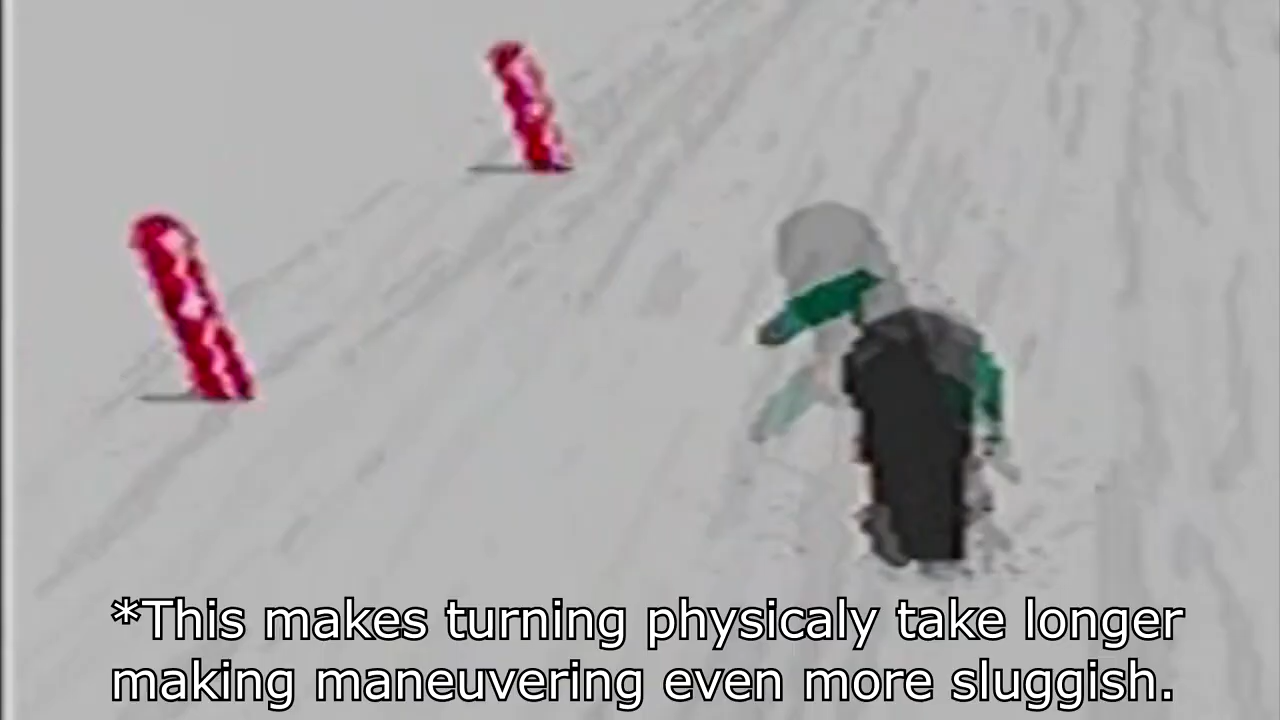 *This makes turning physicaly take longer
making maneuvering even more sluggish.